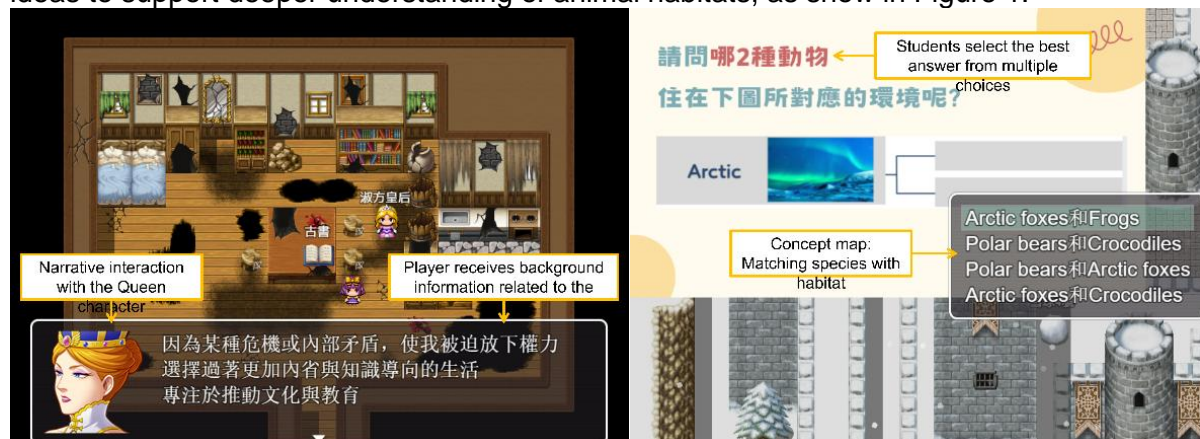 ideas to support deeper understanding of animal habitats, as show in Figure 4.
淑方皇后
古書
Narrative interaction
with the Queen
character
Player receives background
information related to the
因為某種危機或內部矛盾，使我被迫放下權力
選擇過著更加內省與知識導向的生活
專注於推動文化與教育
請問哪2種動物
住在下圖所對應的環境呢?
Students select the best
answer from multiple
choices
Arctic
Concept map:
Matching species with
habitat
Arctic foxes和Frogs
Polar bears和Crocodiles
Polar bears和Arctic foxes
Arctic foxes和Crocodiles